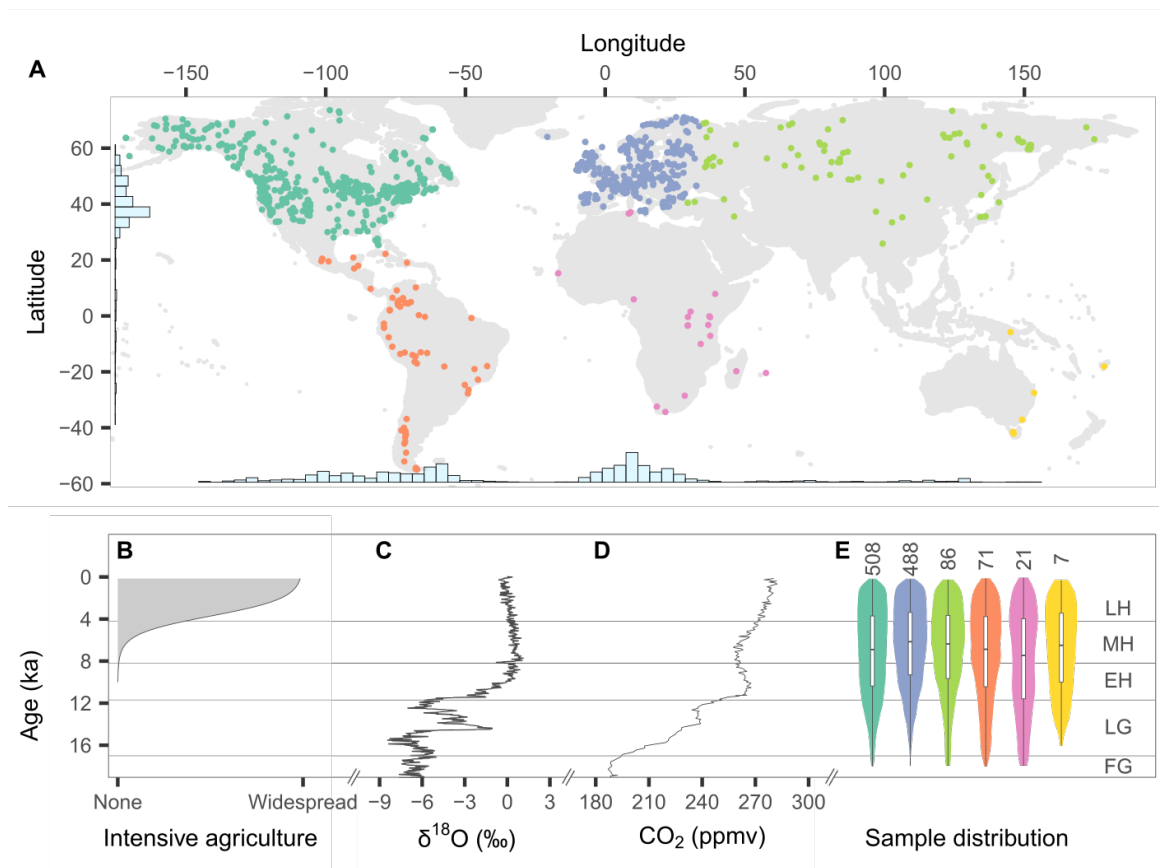 Longitude
A
−150 −100 −50 0 50 100 150
Latitude
60
40
20
0
−20
−40
−60
B C D E
508 488 86 71 21 7
Age (ka)
0
4
8
12
16
LH
MH
EH
LG
FG
None Widespread −9 −6 −3 0 3 180 210 240 270 300
Intensive agriculture δ¹⁸O (‰) CO₂ (ppmv) Sample distribution